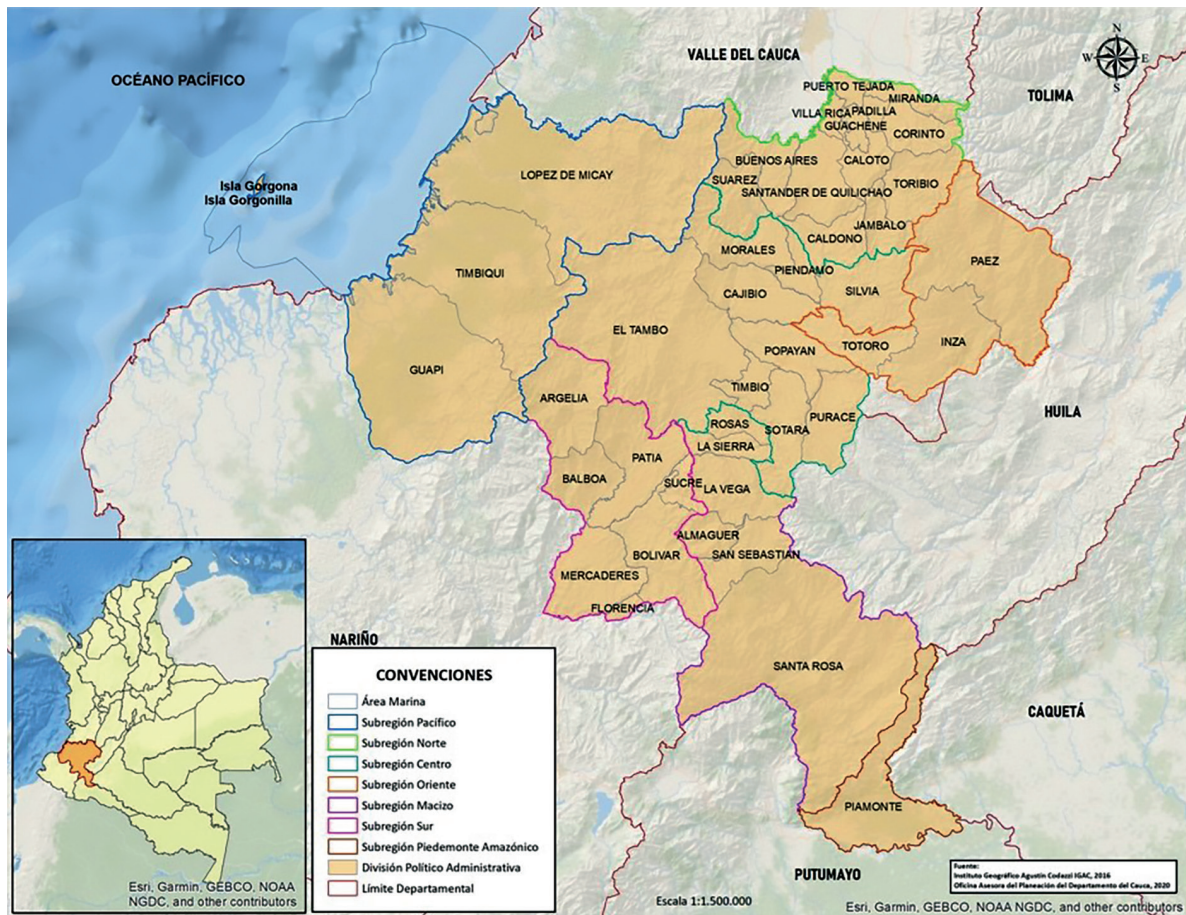 OCÉANO PACÍFICO
VALLE DEL CAUCA
N
W
E
S
TOLIMA
PUERTO TEJADA
MIRANDA
VILLA RICA
PADILLA
GUACHENE
CORINTO
Isla Gorgona
Isla Gorgonilla
LOPEZ DE MICAY
BUENOS AIRES
CALOTO
SUAREZ
SANTANDER DE QUILICHAO
TORIBIO
JAMBALO
CALDONO
MORALES
PIENDAMO
TIMBIQUI
PAEZ
CAJIBIO
SILVIA
EL TAMBO
POPAYAN
TOTORO
INZA
GUAPI
TIMBIO
HUILA
ARGELIA
ROSAS
SOTARA
PURACE
LA SIERRA
PATIA
BALBOA
SUCRE
LA VEGA
ALMAGUER
BOLIVAR
SAN SEBASTIAN
MERCADERES
FLORENCIA
NARIÑO
SANTA ROSA
CAQUETÁ
PIAMONTE
PUTUMAYO
CONVENCIONES
Área Marina
Subregión Pacífico
Subregión Norte
Subregión Centro
Subregión Oriente
Subregión Macizo
Subregión Sur
Subregión Piedemonte Amazónico
División Político Administrativa
Límite Departamental
Esri, Garmin, GEBCO, NOAA
NGDC, and other contributors
Escala 1:1.500.000
Fuente:
Instituto Geográfico Agustín Codazzi IGAC, 2016
Oficina Asesora del Planeación del Departamento del Cauca, 2020
Esri, Garmin, GEBCO, NOAA NGDC, and other contributors